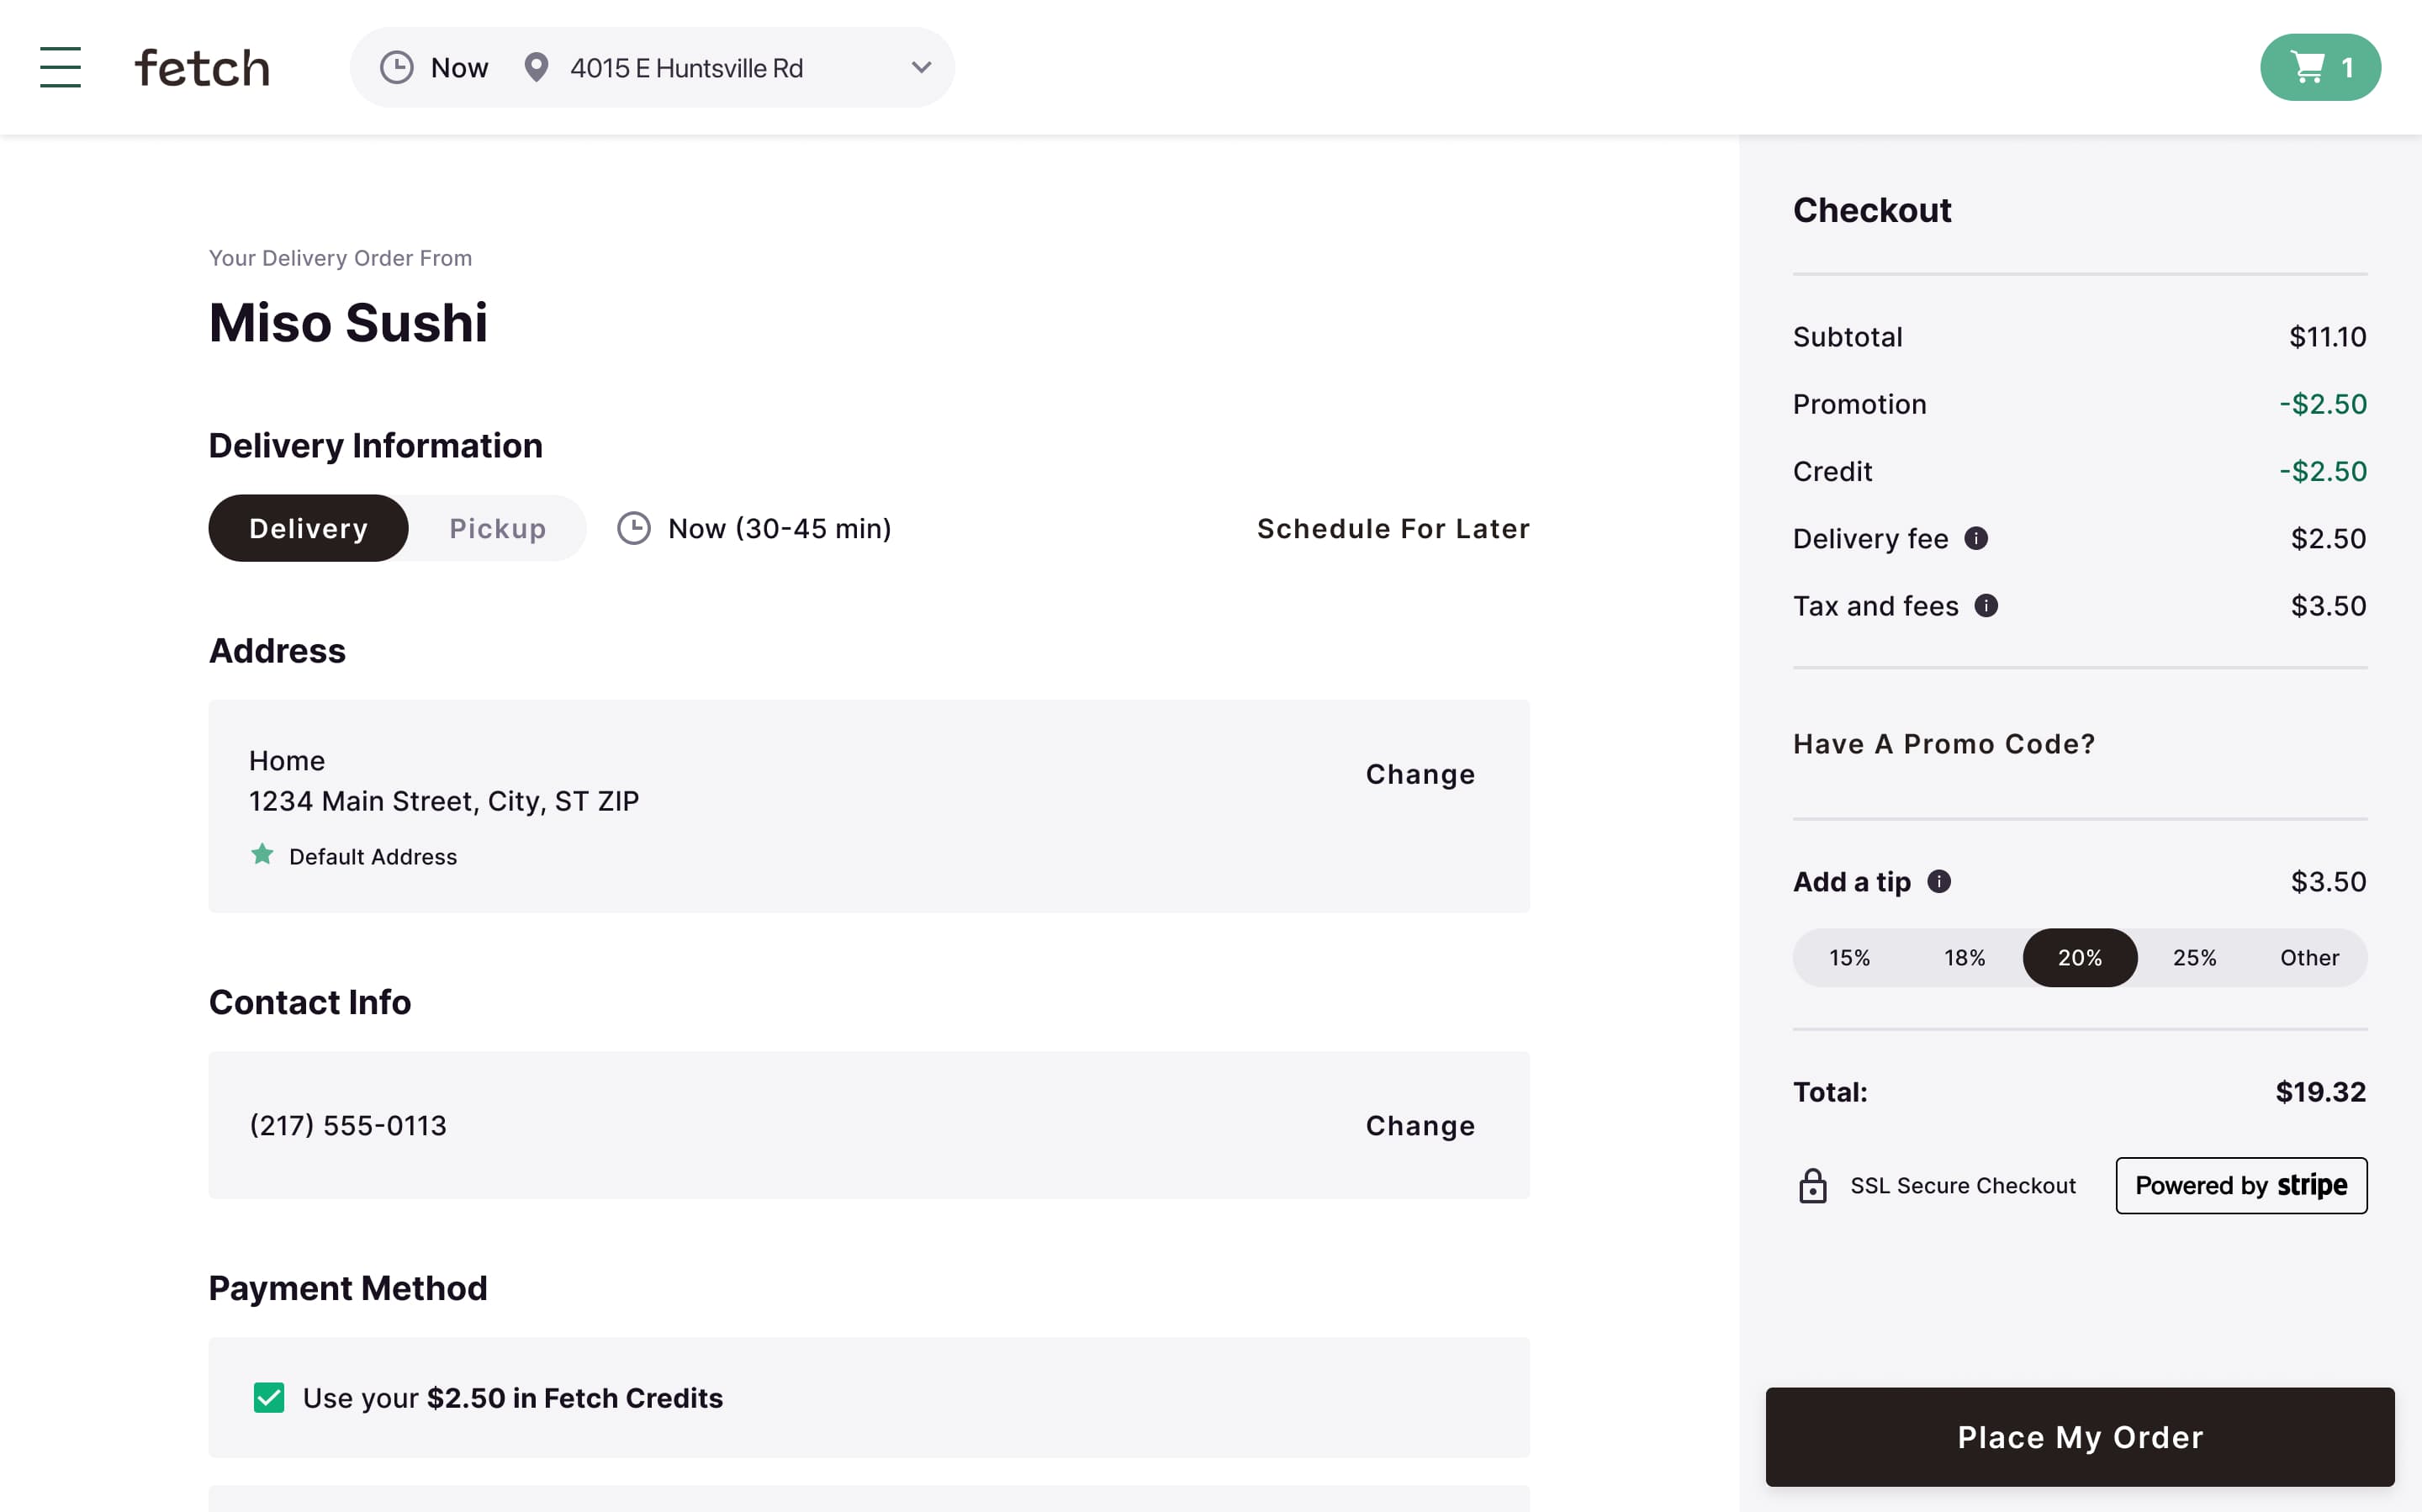 fetch
Now 4015 E Huntsville Rd
1
Your Delivery Order From
Miso Sushi
Delivery Information
Delivery Pickup Now (30-45 min) Schedule For Later
Address
Home
1234 Main Street, City, ST ZIP
Change
Default Address
Contact Info
(217) 555-0113 Change
Payment Method
Use your $2.50 in Fetch Credits
Checkout
Subtotal $11.10
Promotion -$2.50
Credit -$2.50
Delivery fee i $2.50
Tax and fees i $3.50
Have A Promo Code?
Add a tip i $3.50
15% 18% 20% 25% Other
Total: $19.32
SSL Secure Checkout Powered by stripe
Place My Order